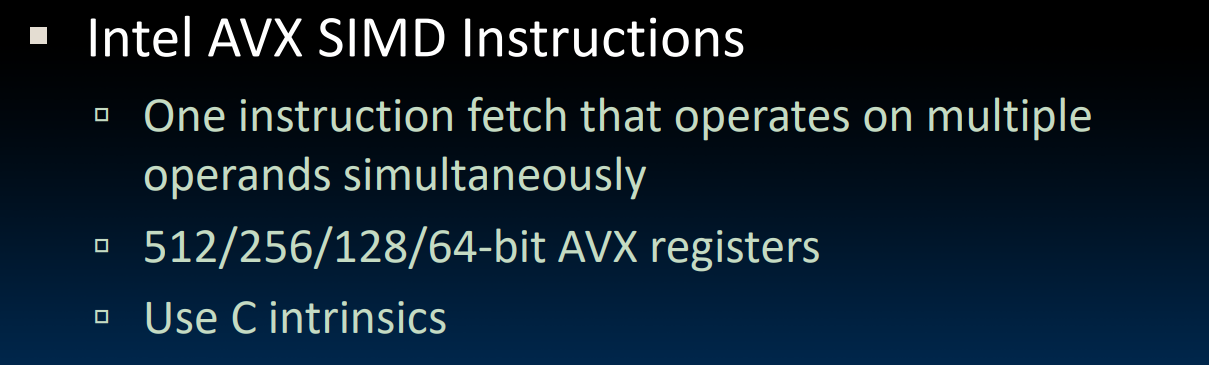 Intel AVX SIMD Instructions
One instruction fetch that operates on multiple
operands simultaneously
512/256/128/64-bit AVX registers
Use C intrinsics